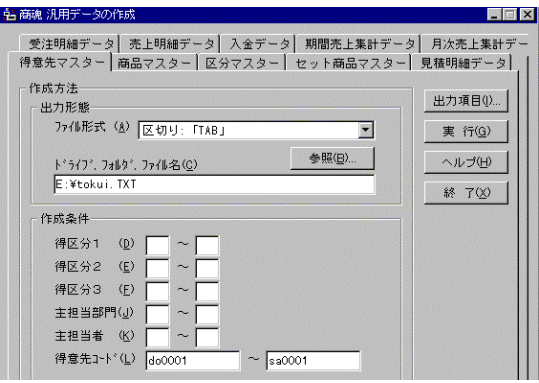 商魂 汎用データの作成
受注明細データ 売上明細データ 入金データ 期間売上集計データ 月次売上集計デー
得意先マスター 商品マスター 区分マスター セット商品マスター 見積明細データ
作成方法
出力形態
出力項目(I)...
ファイル形式 (A) 区切り:「TAB」
実 行(G)
ドライブ、フォルダ、ファイル名(C) 参照(B)...
ヘルプ(H)
E:¥tokui.TXT
終 了(X)
作成条件
得区分1 (D) ～
得区分2 (E) ～
得区分3 (F) ～
主担当部門(J) ～
主担当者 (K) ～
得意先コード(L) do0001 ～ sa0001